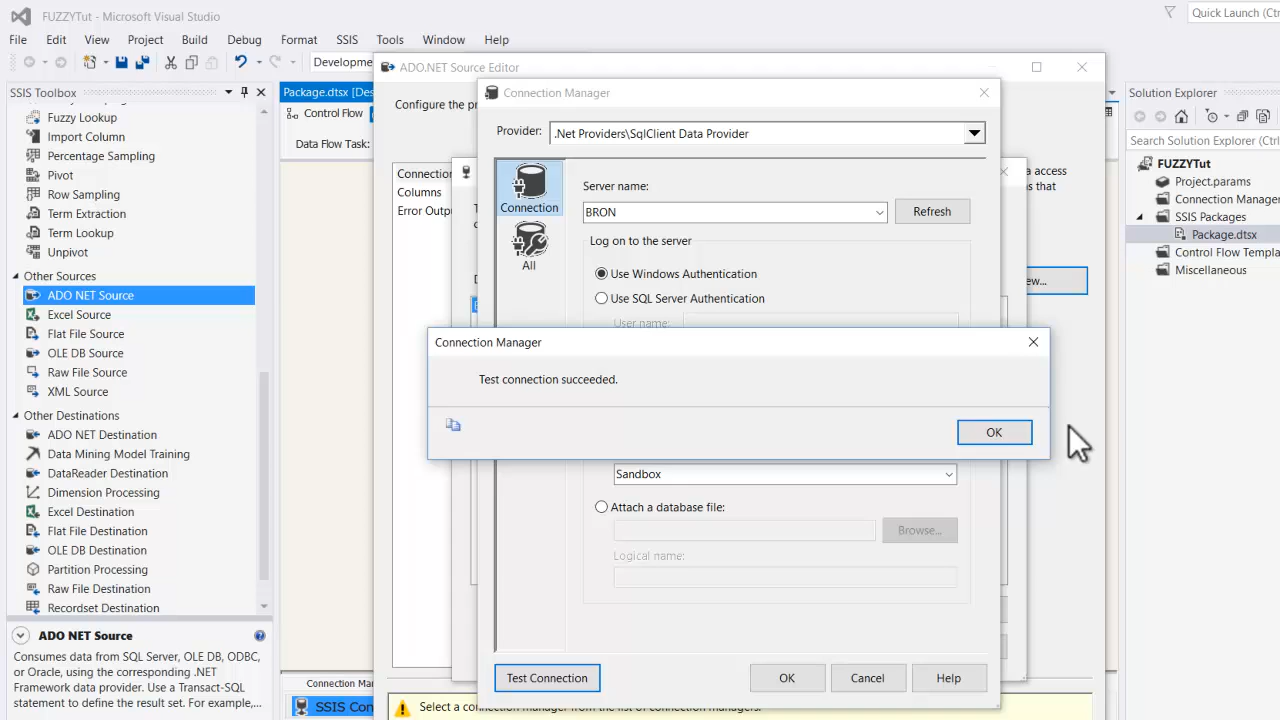 FUZZYTut - Microsoft Visual Studio
Quick Launch (Ctr
File Edit View Project Build Debug Format SSIS Tools Window Help
Developme
ADO.NET Source Editor
SSIS Toolbox
Package.dtsx [Des
Connection Manager
Solution Explorer
Fuzzy Lookup
Import Column
Percentage Sampling
Pivot
Row Sampling
Term Extraction
Term Lookup
Unpivot
Other Sources
ADO NET Source
Excel Source
Flat File Source
OLE DB Source
Raw File Source
XML Source
Other Destinations
ADO NET Destination
Data Mining Model Training
DataReader Destination
Dimension Processing
Excel Destination
Flat File Destination
OLE DB Destination
Partition Processing
Raw File Destination
Recordset Destination
ADO NET Source
Consumes data from SQL Server, OLE DB, ODBC,
or Oracle, using the corresponding .NET
Framework data provider. Use a Transact-SQL
statement to define the result set. For example,...
Control Flow
Data Flow Task:
Configure the pr
Connection
Columns
Error Outp
a access
s that
ew...
Provider: .Net Providers\SqlClient Data Provider
Connection
All
Server name:
BRON
Refresh
Log on to the server
Use Windows Authentication
Use SQL Server Authentication
User name:
Connection Manager
Test connection succeeded.
OK
Sandbox
Attach a database file:
Browse...
Logical name:
Test Connection OK Cancel Help
Connection Man
SSIS Con
Select a connection manager from the list of connection managers.
Search Solution Explorer (Ctrl
FUZZYTut
Project.params
Connection Manage
SSIS Packages
Package.dtsx
Control Flow Templa
Miscellaneous